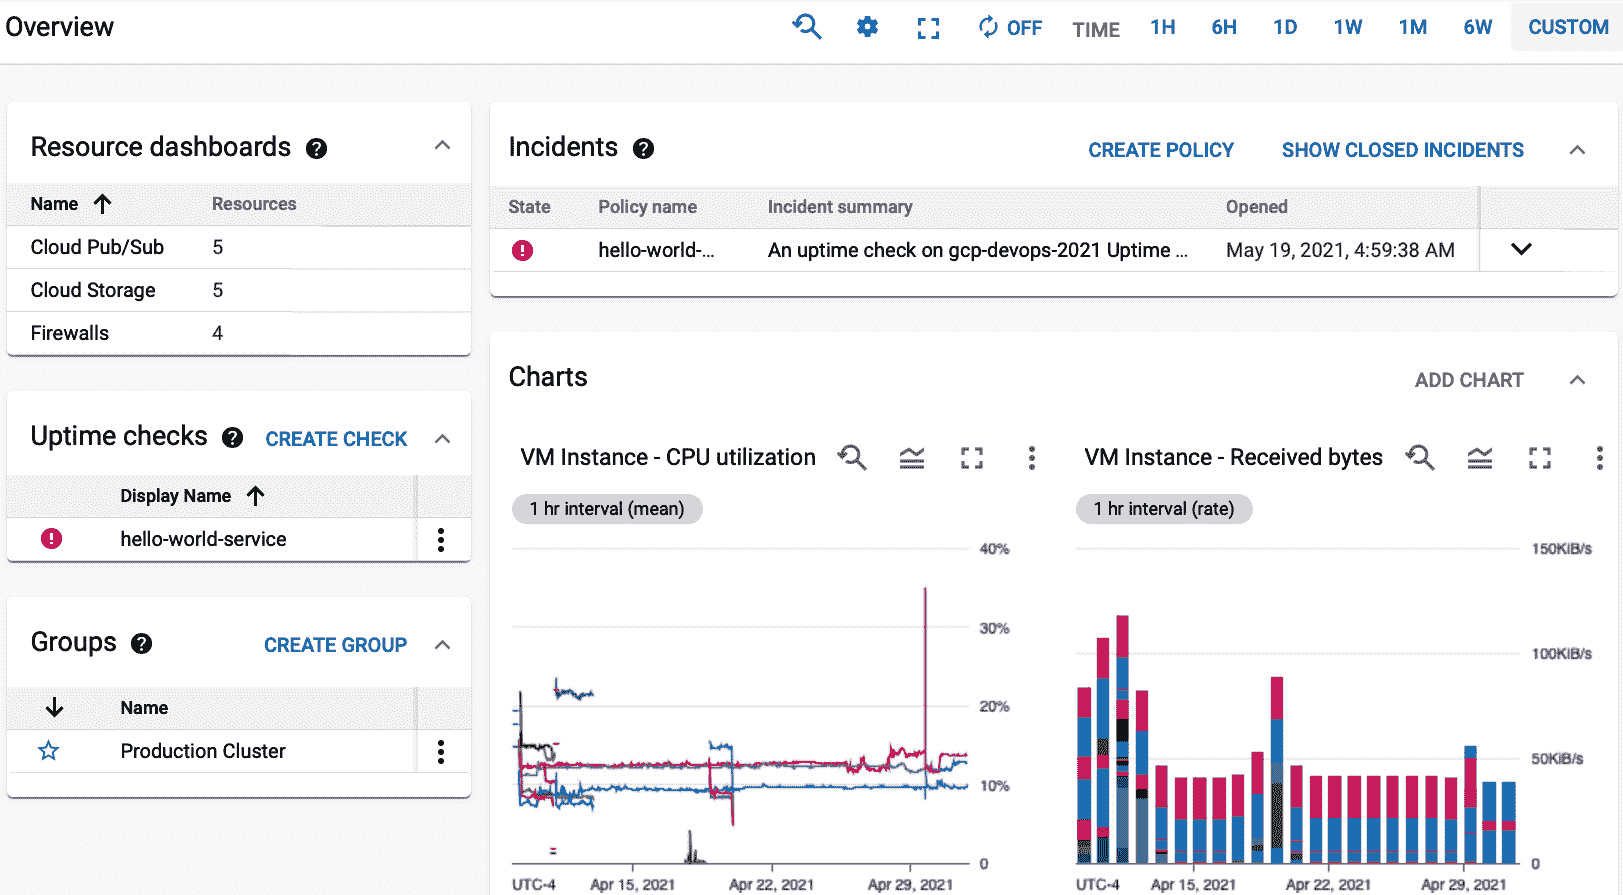 Overview
OFF TIME 1H 6H 1D 1W 1M 6W CUSTOM
Resource dashboards
Name Resources
Cloud Pub/Sub 5
Cloud Storage 5
Firewalls 4
Uptime checks CREATE CHECK
Display Name
hello-world-service
Groups CREATE GROUP
Name
Production Cluster
Incidents CREATE POLICY SHOW CLOSED INCIDENTS
State Policy name Incident summary Opened
hello-world-... An uptime check on gcp-devops-2021 Uptime ... May 19, 2021, 4:59:38 AM
Charts ADD CHART
VM Instance - CPU utilization
1 hr interval (mean)
40%
30%
20%
10%
0
UTC-4 Apr 15, 2021 Apr 22, 2021 Apr 29, 2021
VM Instance - Received bytes
1 hr interval (rate)
150KiB/s
100KiB/s
50KiB/s
0
UTC-4 Apr 15, 2021 Apr 22, 2021 Apr 29, 2021